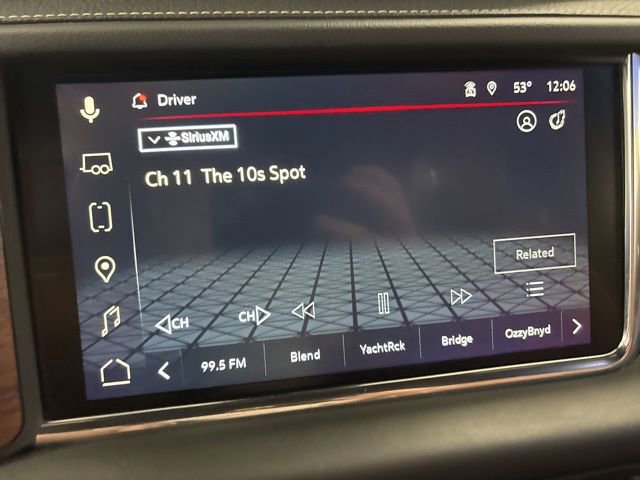 Driver
53° 12:06
SiriusXM
Ch 11 The 10s Spot
Related
CH
CH
99.5 FM
Blend
YachtRck
Bridge
OzzyBnyd